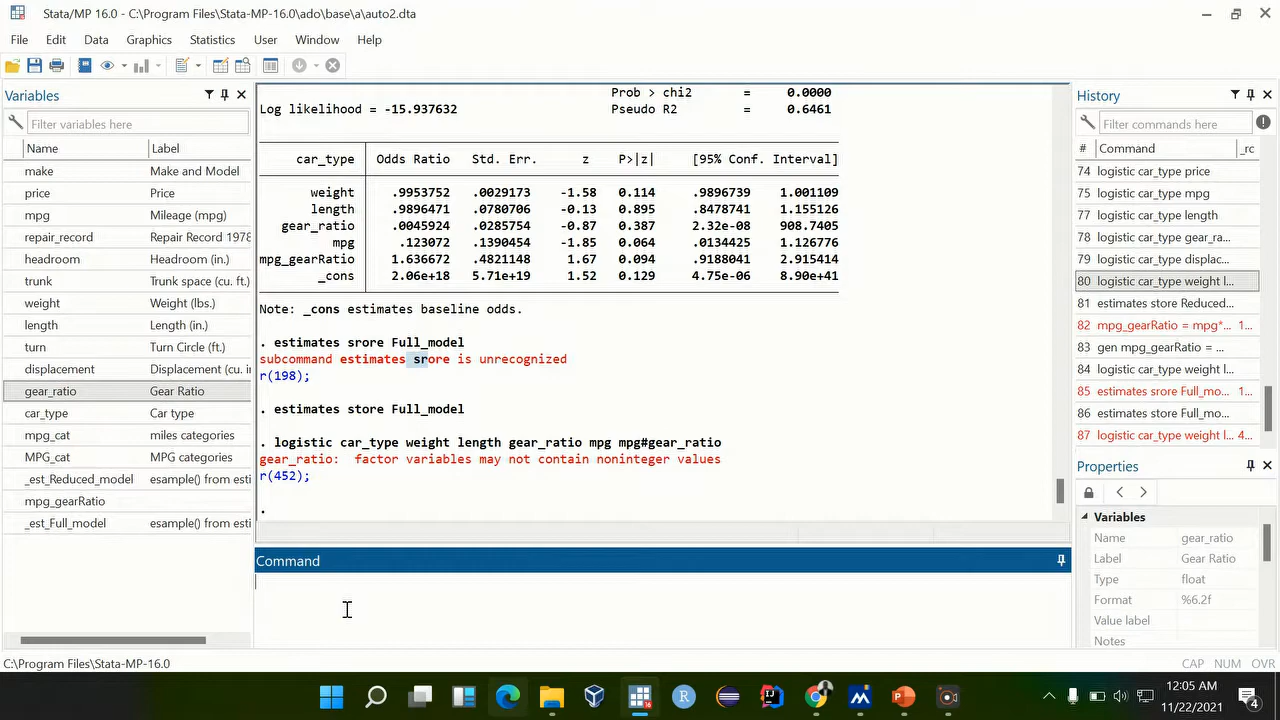 Stata/MP 16.0 - C:\Program Files\Stata-MP-16.0\ado\base\a\auto2.dta
File Edit Data Graphics Statistics User Window Help
Variables
Filter variables here
Name Label
make Make and Model
price Price
mpg Mileage (mpg)
repair_record Repair Record 1978
headroom Headroom (in.)
trunk Trunk space (cu. ft.)
weight Weight (lbs.)
length Length (in.)
turn Turn Circle (ft.)
displacement Displacement (cu. in
gear_ratio Gear Ratio
car_type Car type
mpg_cat miles categories
MPG_cat MPG categories
_est_Reduced_model esample() from esti
mpg_gearRatio
_est_Full_model esample() from esti
Prob > chi2 = 0.0000
Log likelihood = -15.937632 Pseudo R2 = 0.6461
car_type Odds Ratio Std. Err. z P>|z| [95% Conf. Interval]
weight .9953752 .0029173 -1.58 0.114 .9896739 1.001109
length .9896471 .0780706 -0.13 0.895 .8478741 1.155126
gear_ratio .0045924 .0285754 -0.87 0.387 2.32e-08 908.7405
mpg .123072 .1390454 -1.85 0.064 .0134425 1.126776
mpg_gearRatio 1.636672 .4821148 1.67 0.094 .9188041 2.915414
_cons 2.06e+18 5.71e+19 1.52 0.129 4.75e-06 8.90e+41
Note: _cons estimates baseline odds.
. estimates srore Full_model
subcommand estimates srore is unrecognized
r(198);
. estimates store Full_model
. logistic car_type weight length gear_ratio mpg mpg#gear_ratio
gear_ratio: factor variables may not contain noninteger values
r(452);
.
Command
History
Filter commands here
# Command _rc
74 logistic car_type price
75 logistic car_type mpg
77 logistic car_type length
78 logistic car_type gear_ra...
79 logistic car_type displac...
80 logistic car_type weight l...
81 estimates store Reduced...
82 mpg_gearRatio = mpg* 1...
83 gen mpg_gearRatio = ...
84 logistic car_type weight l...
85 estimates srore Full_mo... 1...
86 estimates store Full_mo...
87 logistic car_type weight l... 4...
Properties
Variables
Name gear_ratio
Label Gear Ratio
Type float
Format %6.2f
Value label
Notes
C:\Program Files\Stata-MP-16.0
CAP NUM OVR
12:05 AM
11/22/2021